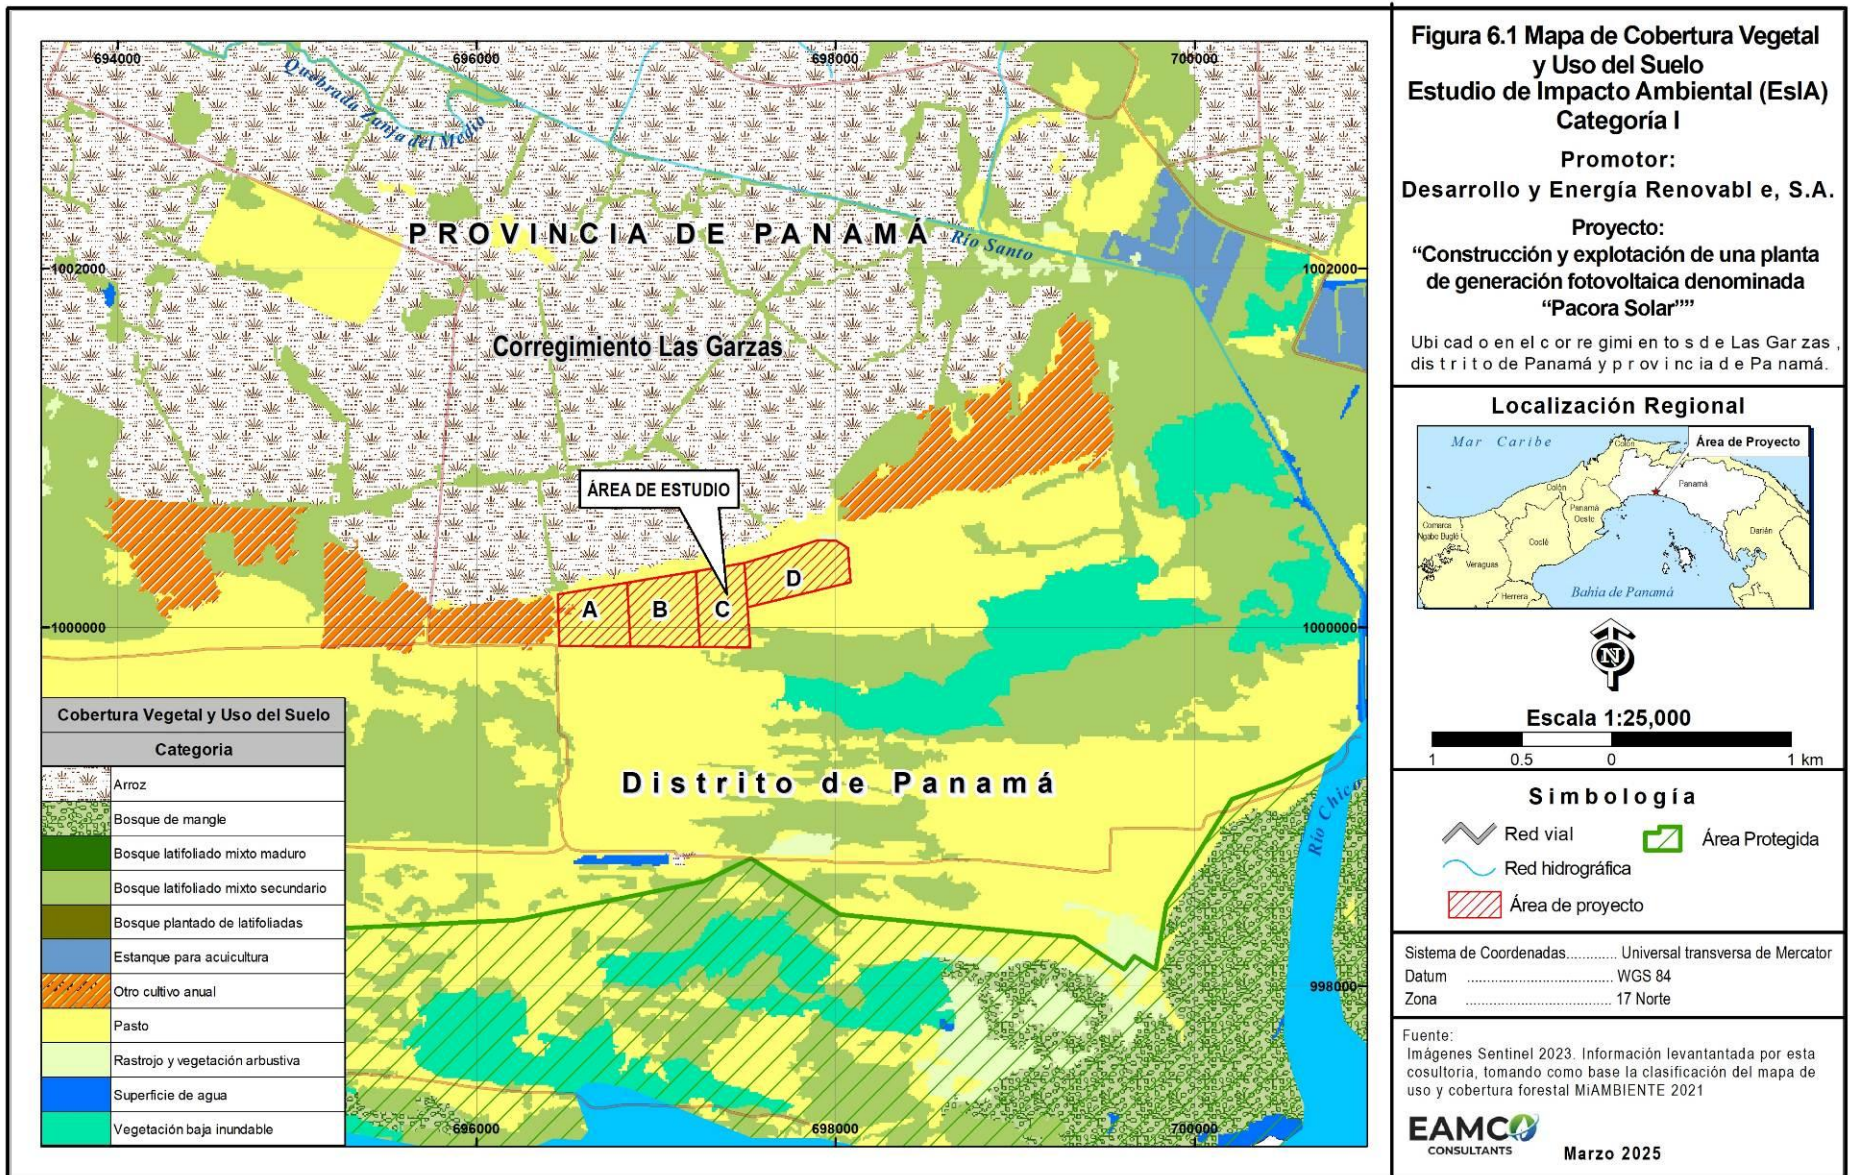 694000
696000
698000
700000
Quebrada Zanja del Medio
PROVINCIA DE PANAMÁ
Río Santo
1002000
1002000
Corregimiento Las Garzas
ÁREA DE ESTUDIO
A
B
C
D
1000000
1000000
Distrito de Panamá
Río Chico
998000
696000
698000
700000
Cobertura Vegetal y Uso del Suelo
Categoria
Arroz
Bosque de mangle
Bosque latifoliado mixto maduro
Bosque latifoliado mixto secundario
Bosque plantado de latifoliadas
Estanque para acuicultura
Otro cultivo anual
Pasto
Rastrojo y vegetación arbustiva
Superficie de agua
Vegetación baja inundable
Figura 6.1 Mapa de Cobertura Vegetal
y Uso del Suelo
Estudio de Impacto Ambiental (EsIA)
Categoría I
Promotor:
Desarrollo y Energía Renovabl e, S.A.
Proyecto:
“Construcción y explotación de una planta
de generación fotovoltaica denominada
“Pacora Solar””"
Ubi cad o en el c or re gimi en to s d e Las Gar zas ,
dis t r i t o de Panamá y p r ov i nc ia d e Pa namá.
Localización Regional
Mar Caribe
Área de Proyecto
Colón
Colón
Panamá
Panamá
Oeste
Comarca
Ngäbe Buglé
Coclé
Darién
Veraguas
Herrera
Bahía de Panamá
N
Escala 1:25,000
1 0.5 0 1 km
Simbología
Red vial
Área Protegida
Red hidrográfica
Área de proyecto
Sistema de Coordenadas............ Universal transversa de Mercator
Datum .................................... WGS 84
Zona .................................... 17 Norte
Fuente:
Imágenes Sentinel 2023. Información levantantada por esta
cosultoria, tomando como base la clasificación del mapa de
uso y cobertura forestal MiAMBIENTE 2021
EAMCO
CONSULTANTS
Marzo 2025